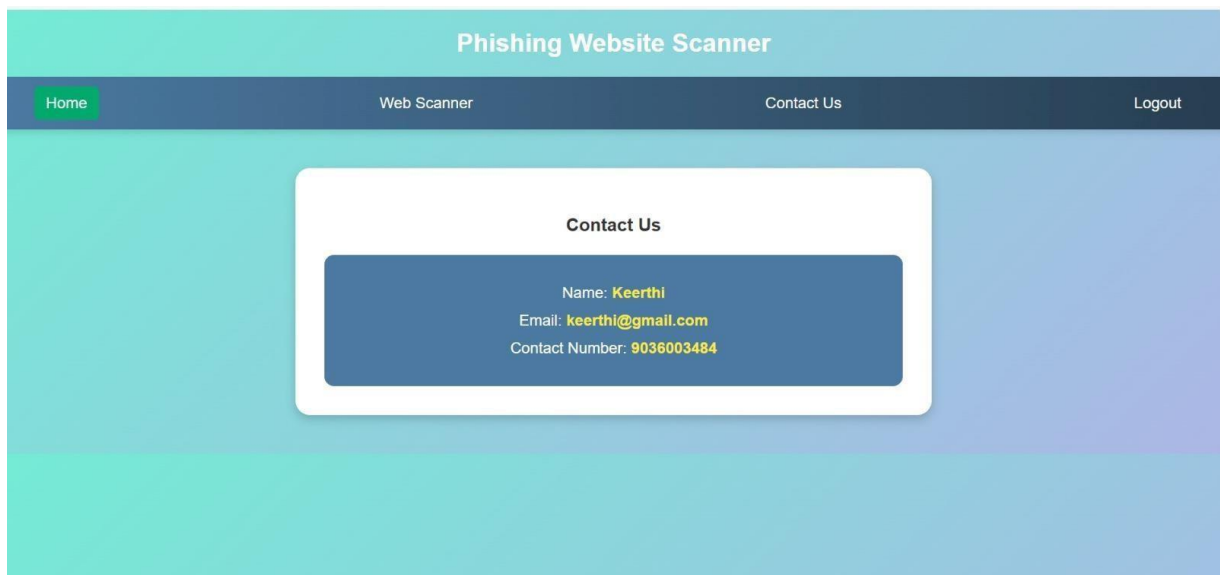 Phishing Website Scanner
Home Web Scanner Contact Us Logout
Contact Us
Name: Keerthi
Email: keerthi@gmail.com
Contact Number: 9036003484